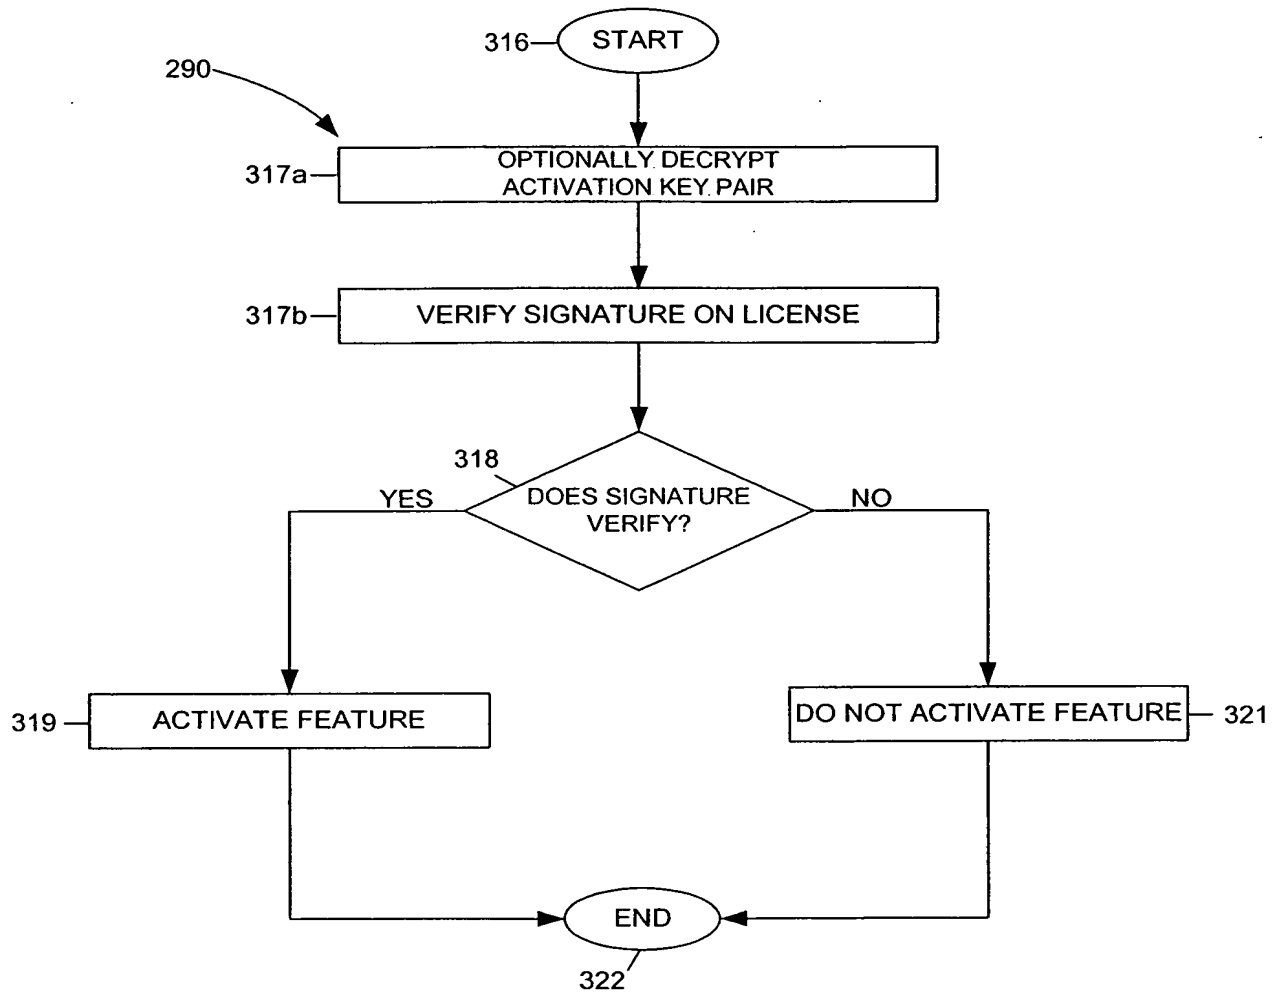 316
START
290
317a
OPTIONALLY DECRYPT
ACTIVATION KEY PAIR
317b
VERIFY SIGNATURE ON LICENSE
318
DOES SIGNATURE
VERIFY?
YES
NO
319
ACTIVATE FEATURE
DO NOT ACTIVATE FEATURE
321
END
322